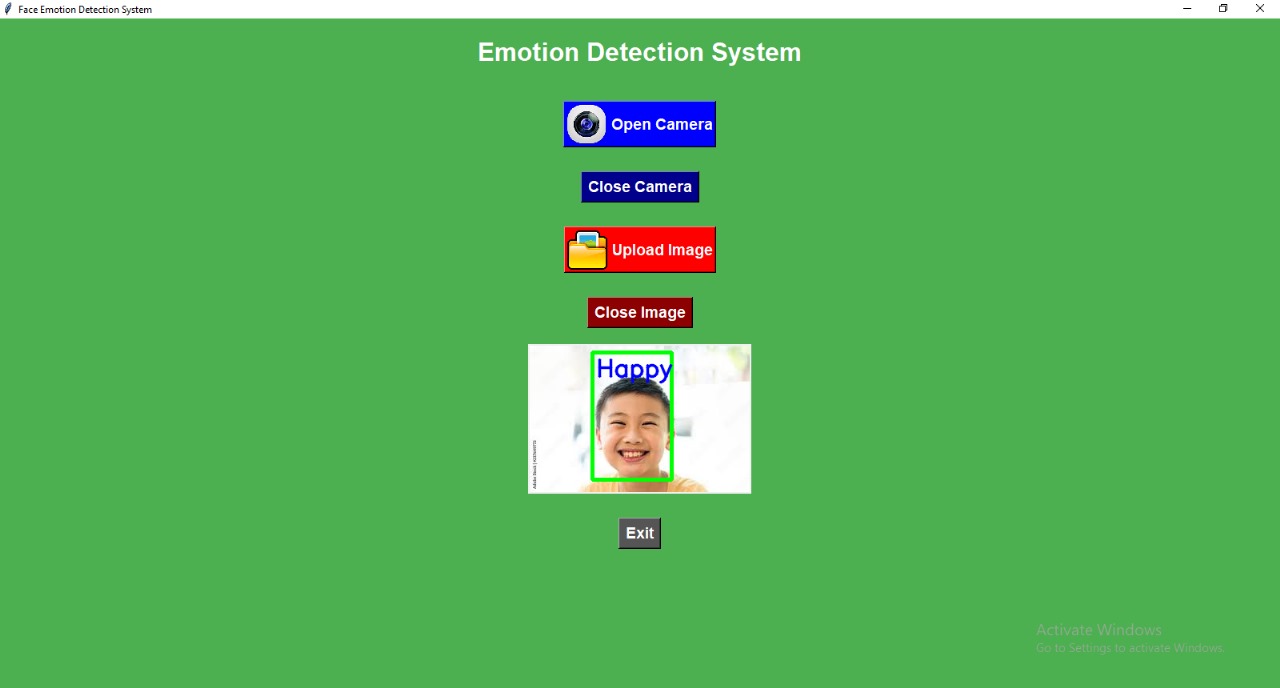 Face Emotion Detection System
Emotion Detection System
Open Camera
Close Camera
Upload Image
Close Image
Happy
Exit
Activate Windows
Go to Settings to activate Windows.